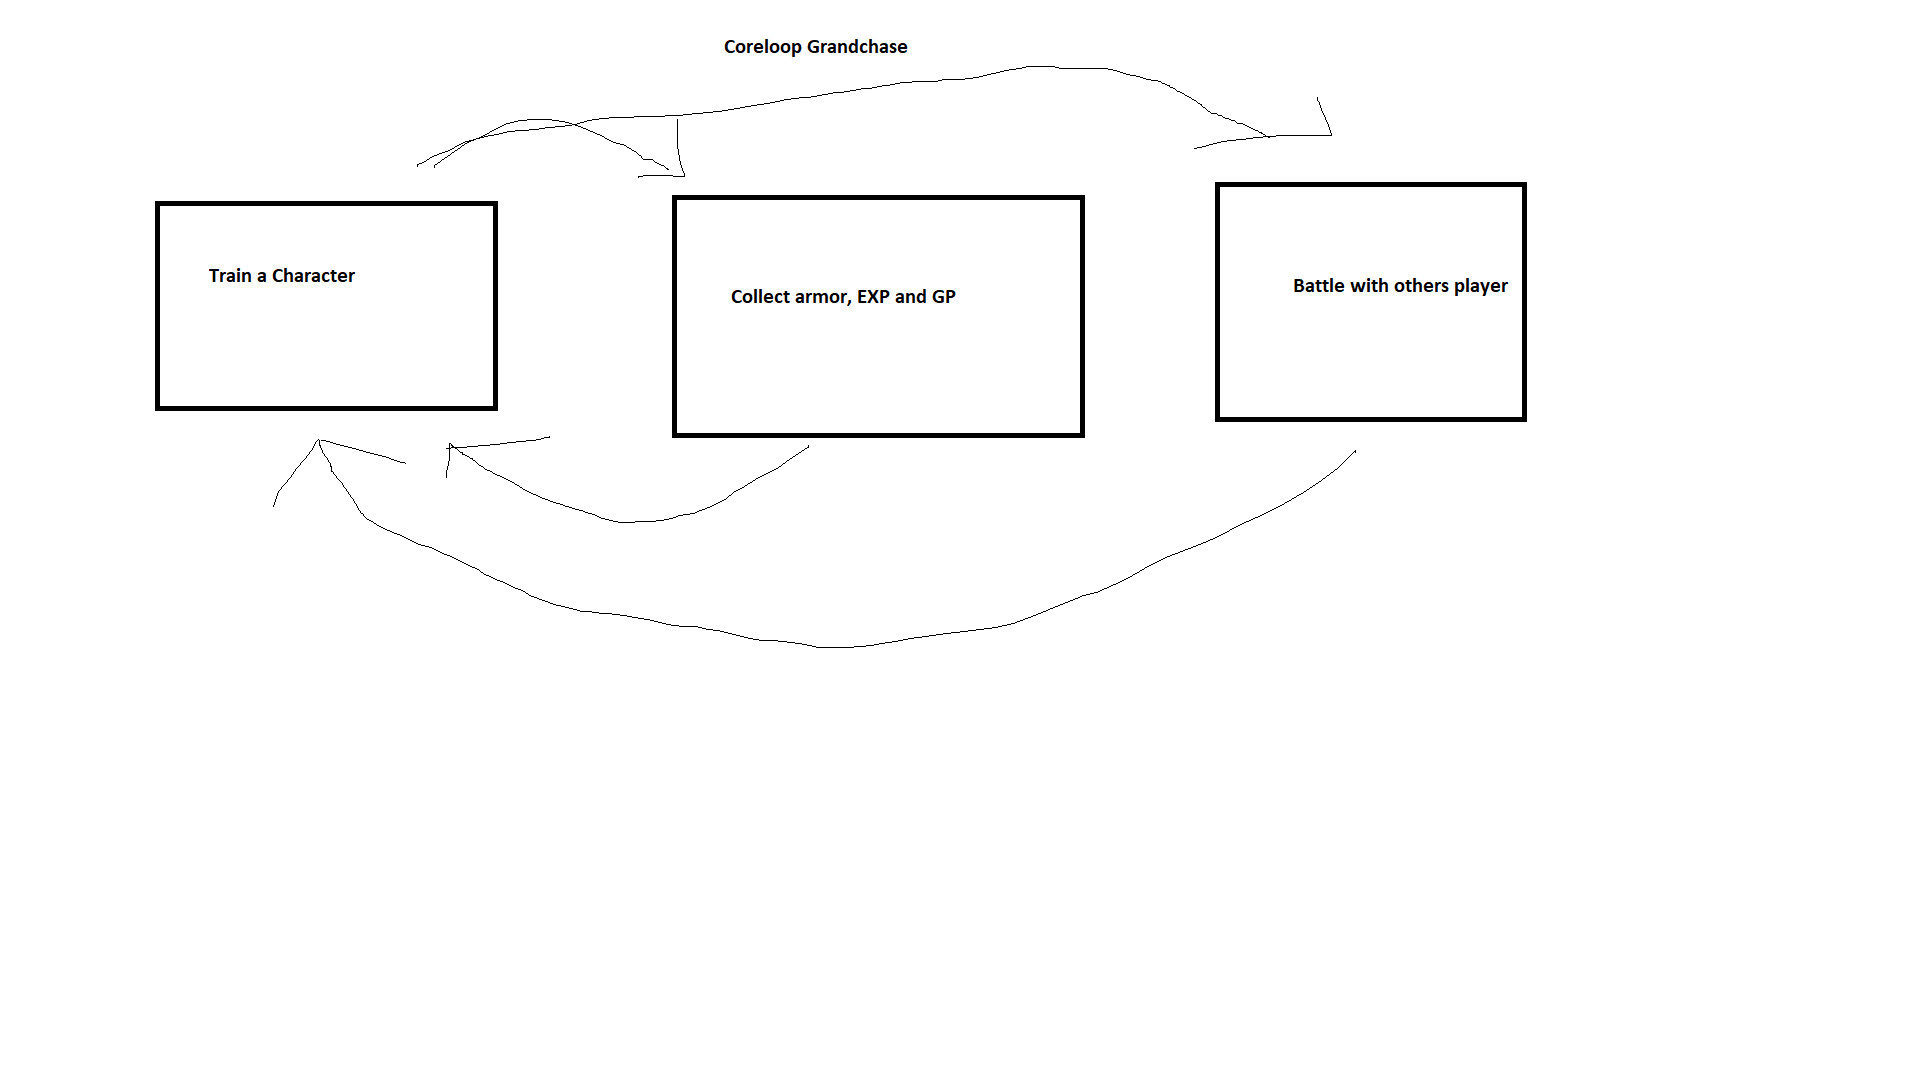 Coreloop Grandchase
Train a Character
Collect armor, EXP and GP
Battle with others player